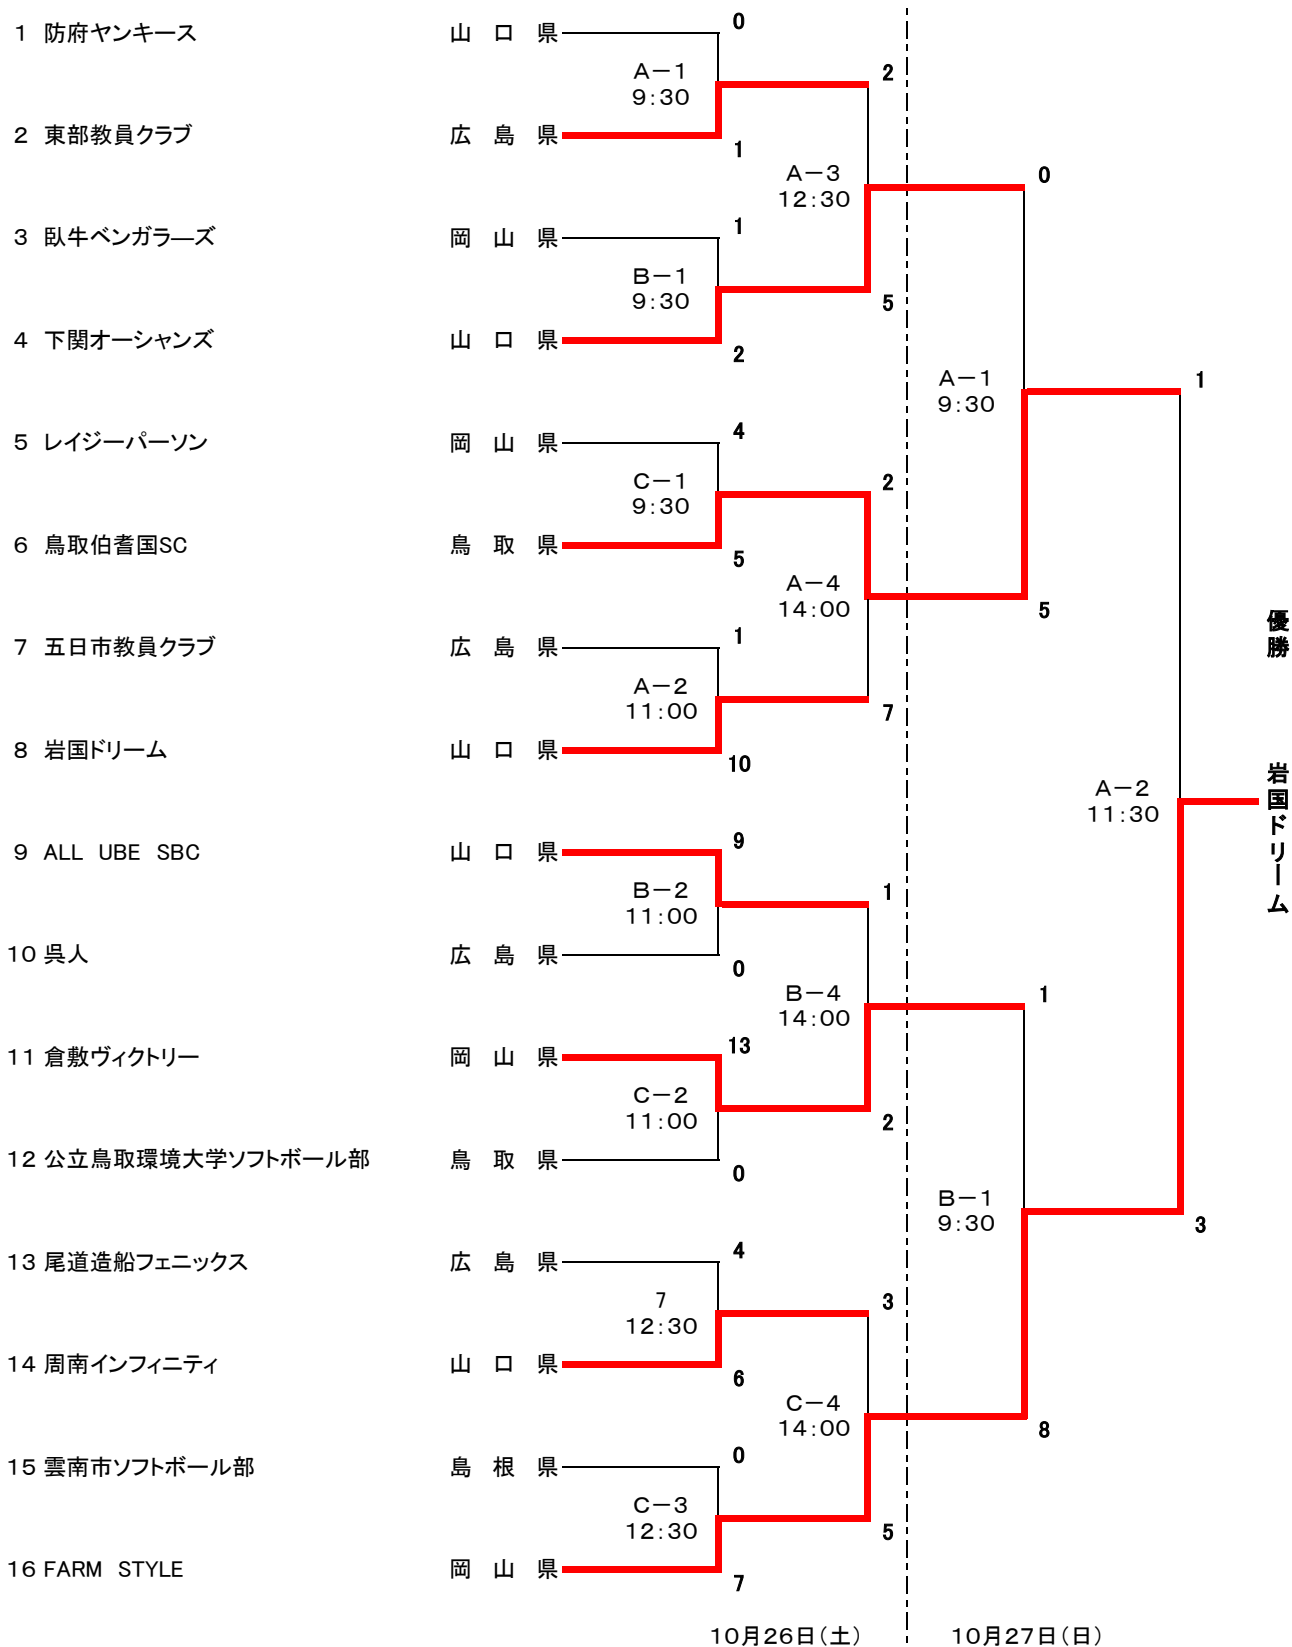 1 防府ヤンキース 山口県 0
A－1
9:30
2
2 東部教員クラブ 広島県 1
A－3
12:30
0
3 臥牛ベンガラ―ズ 岡山県 1
B－1
9:30
5
4 下関オーシャンズ 山口県 2
A－1
9:30
1
5 レイジーパーソン 岡山県 4
C－1
9:30
2
6 鳥取伯耆国SC 鳥取県 5
A－4
14:00
5
7 五日市教員クラブ 広島県 1
A－2
11:00
7
8 岩国ドリーム 山口県 10
A－2
11:30
優勝
岩国ドリーム
9 ALL UBE SBC 山口県 9
B－2
11:00
1
10 呉人 広島県 0
B－4
14:00
1
11 倉敷ヴィクトリー 岡山県 13
C－2
11:00
2
12 公立鳥取環境大学ソフトボール部 鳥取県 0
B－1
9:30
3
13 尾道造船フェニックス 広島県 4
7
12:30
3
14 周南インフィニティ 山口県 6
C－4
14:00
8
15 雲南市ソフトボール部 島根県 0
C－3
12:30
5
16 FARM STYLE 岡山県 7
10月26日(土) 10月27日(日)